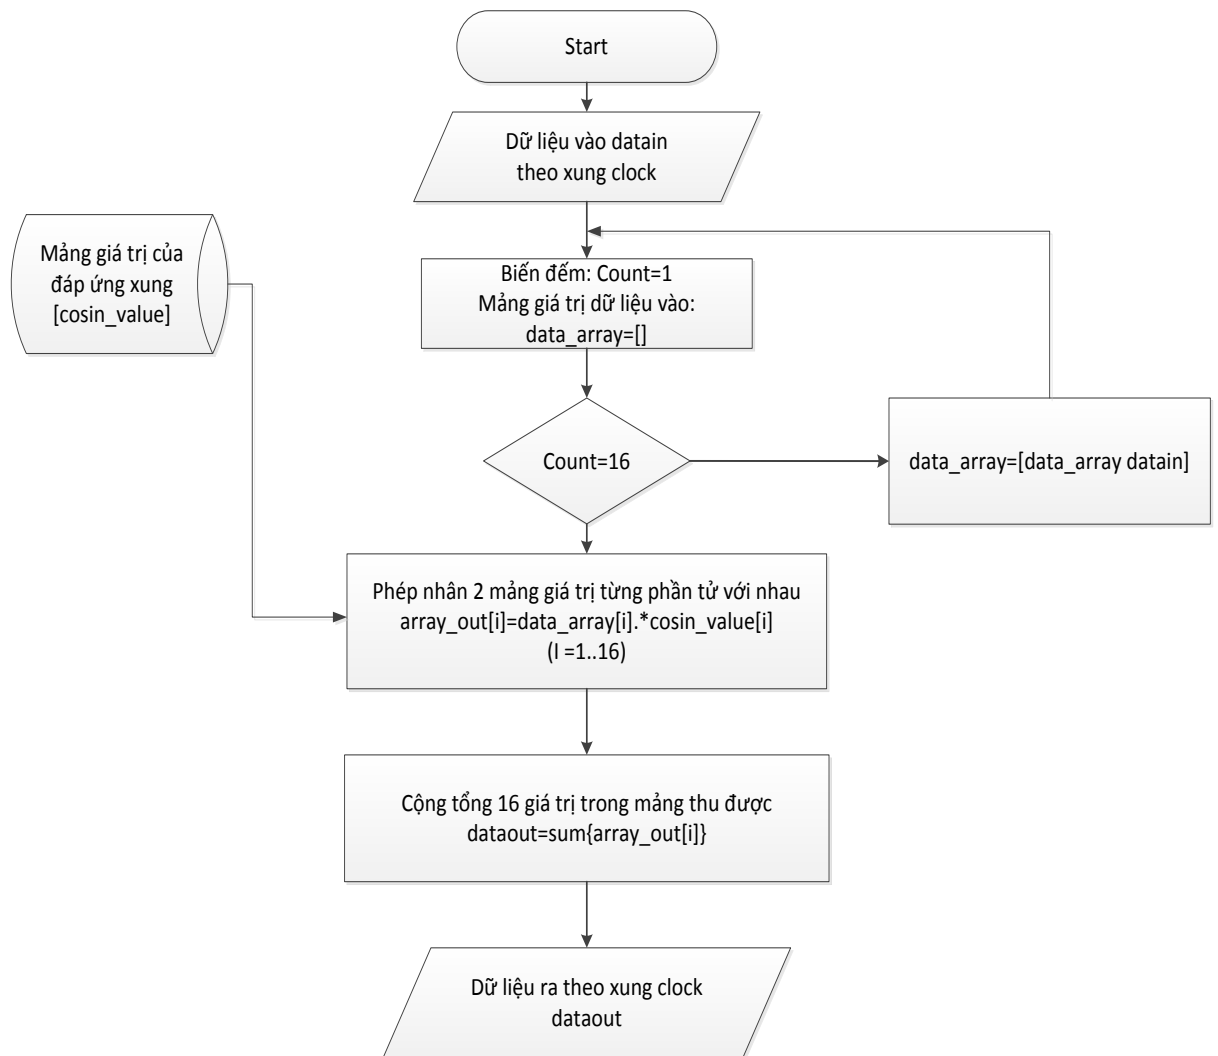 Start
Dữ liệu vào datain
theo xung clock
Mảng giá trị của
đáp ứng xung
[cosin_value]
Biến đếm: Count=1
Mảng giá trị dữ liệu vào:
data_array=[]
Count=16
data_array=[data_array datain]
Phép nhân 2 mảng giá trị từng phần tử với nhau
array_out[i]=data_array[i].*cosin_value[i]
(I =1..16)
Cộng tổng 16 giá trị trong mảng thu được
dataout=sum{array_out[i]}
Dữ liệu ra theo xung clock
dataout